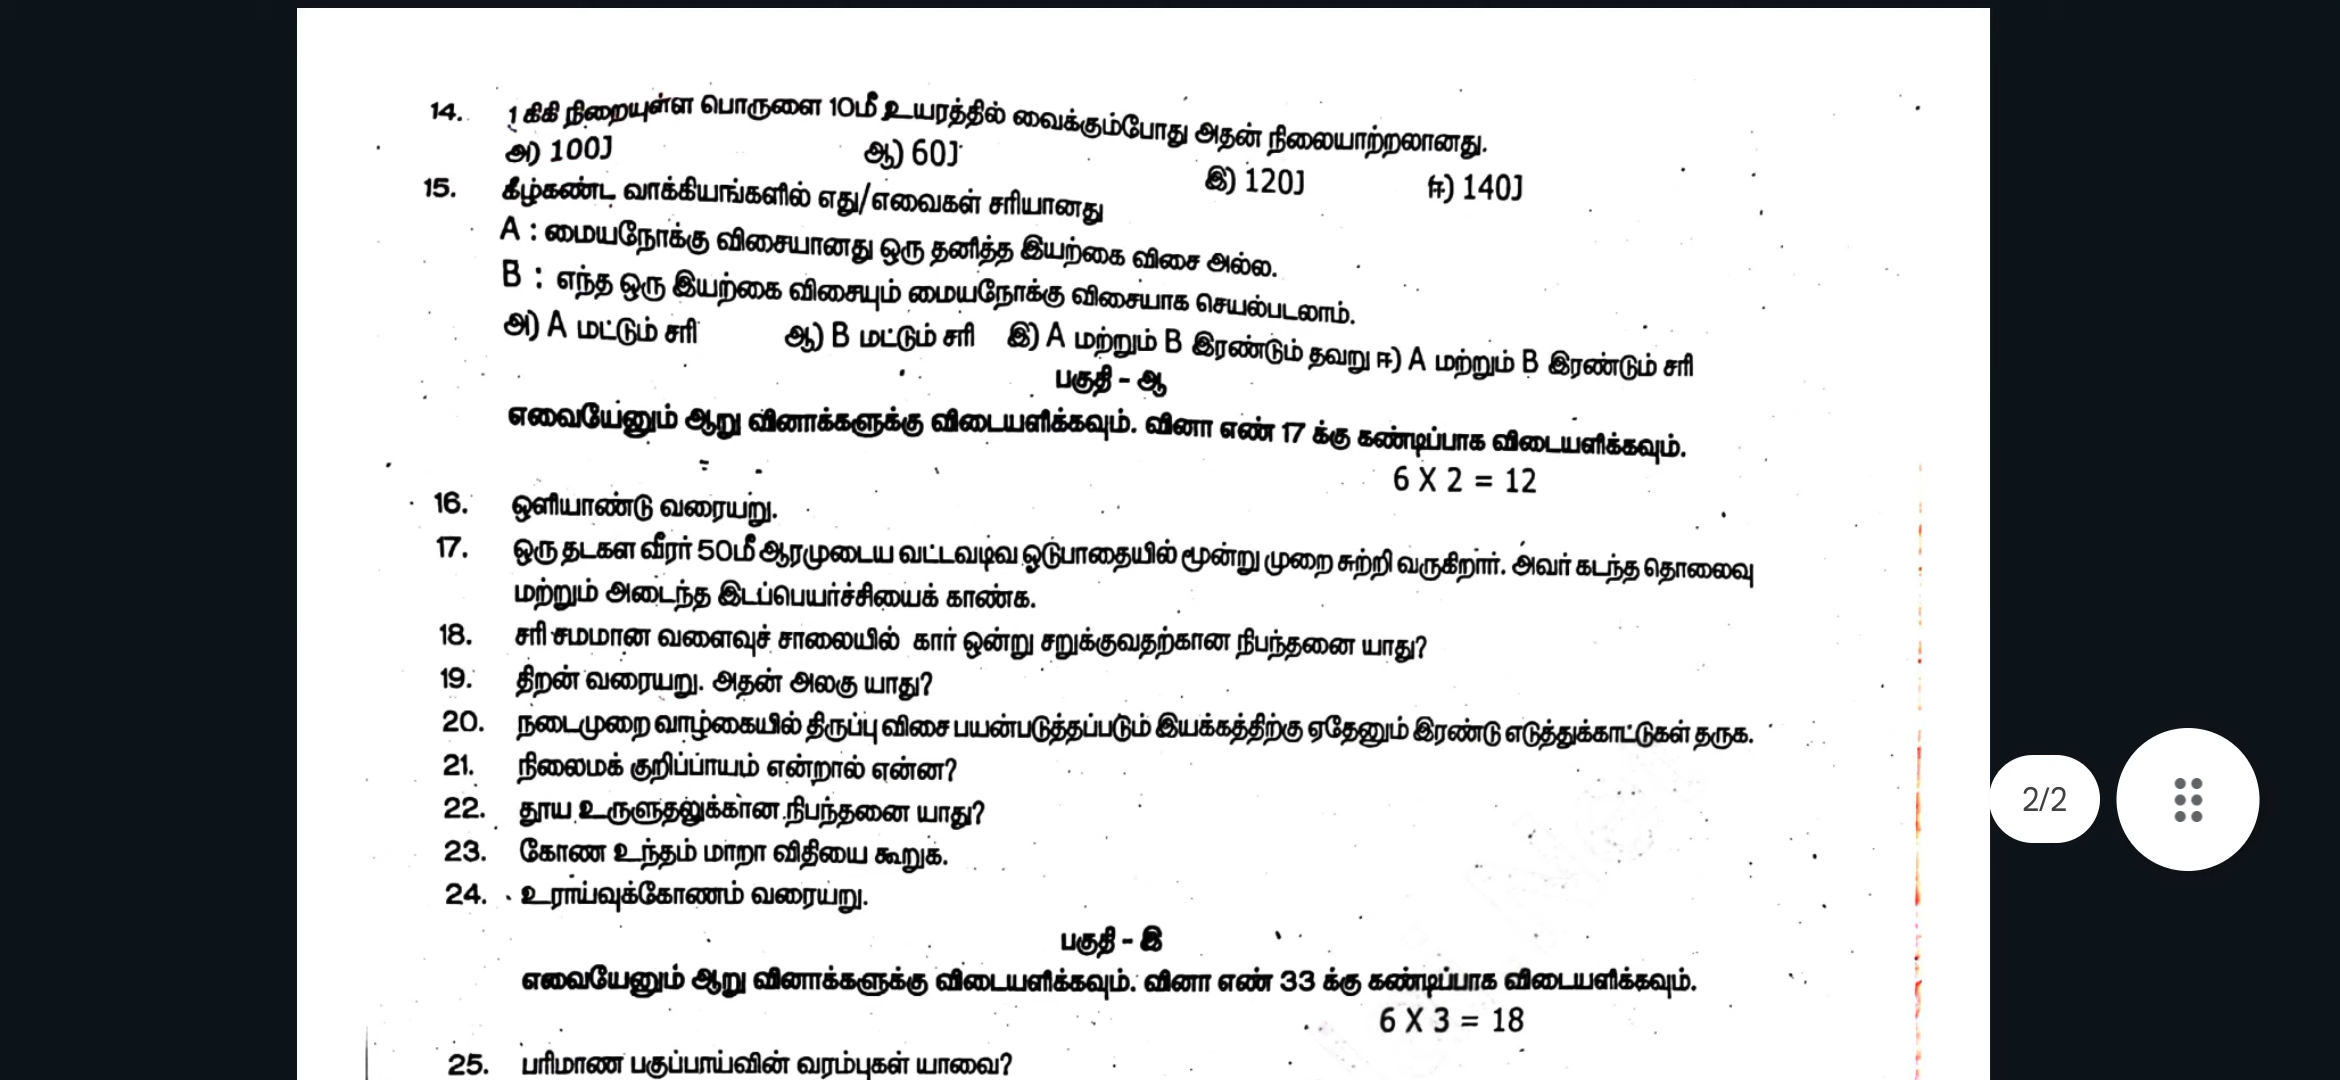 14. 1 கிகி நிறையுள்ள பொருளை 10மீ உயரத்தில் வைக்கும்போது அதன் நிலையாற்றலானது.
அ) 100J ஆ) 60J இ) 120J ஈ) 140J
15. கீழ்கண்ட வாக்கியங்களில் எது/எவைகள் சரியானது
A : மையநோக்கு விசையானது ஒரு தனித்த இயற்கை விசை அல்ல.
B : எந்த ஒரு இயற்கை விசையும் மையநோக்கு விசையாக செயல்படலாம்.
அ) A மட்டும் சரி ஆ) B மட்டும் சரி இ) A மற்றும் B இரண்டும் தவறு ஈ) A மற்றும் B இரண்டும் சரி
பகுதி - ஆ
எவையேனும் ஆறு வினாக்களுக்கு விடையளிக்கவும். வினா எண் 17 க்கு கண்டிப்பாக விடையளிக்கவும்.
6 X 2 = 12
16. ஒளியாண்டு வரையறு.
17. ஒரு தடகள வீரர் 50மீ ஆரமுடைய வட்டவடிவ ஓடுபாதையில் மூன்று முறை சுற்றி வருகிறார். அவர் கடந்த தொலைவு
மற்றும் அடைந்த இடப்பெயர்ச்சியைக் காண்க.
18. சரி சமமான வளைவுச் சாலையில் கார் ஒன்று சறுக்குவதற்கான நிபந்தனை யாது?
19. திறன் வரையறு. அதன் அலகு யாது?
20. நடைமுறை வாழ்கையில் திருப்பு விசை பயன்படுத்தப்படும் இயக்கத்திற்கு ஏதேனும் இரண்டு எடுத்துக்காட்டுகள் தருக.
21. நிலைமக் குறிப்பாயம் என்றால் என்ன?
22. தூய உருளுதலுக்கான நிபந்தனை யாது?
23. கோண உந்தம் மாறா விதியை கூறுக.
24. உராய்வுக்கோணம் வரையறு.
பகுதி - இ
எவையேனும் ஆறு வினாக்களுக்கு விடையளிக்கவும். வினா எண் 33 க்கு கண்டிப்பாக விடையளிக்கவும்.
6 X 3 = 18
25. பரிமாண பகுப்பாய்வின் வரம்புகள் யாவை?
2/2